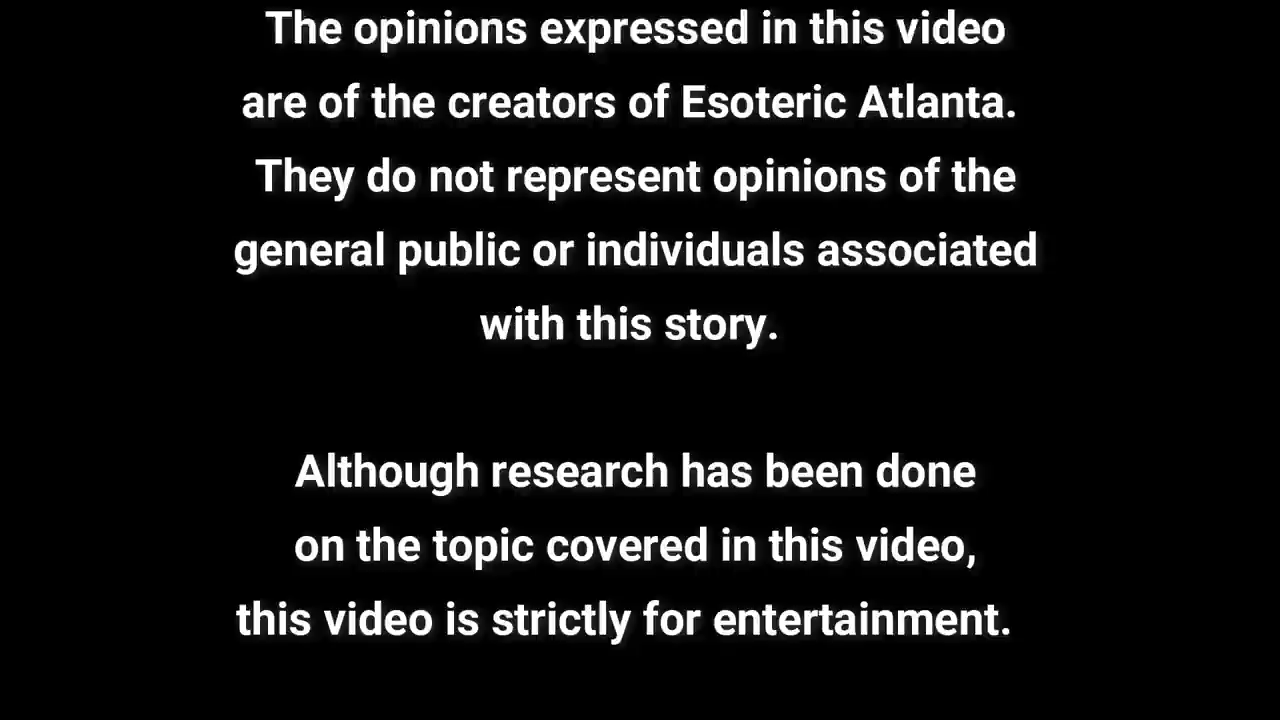 The opinions expressed in this video
are of the creators of Esoteric Atlanta.
They do not represent opinions of the
general public or individuals associated
with this story.
Although research has been done
on the topic covered in this video,
this video is strictly for entertainment.